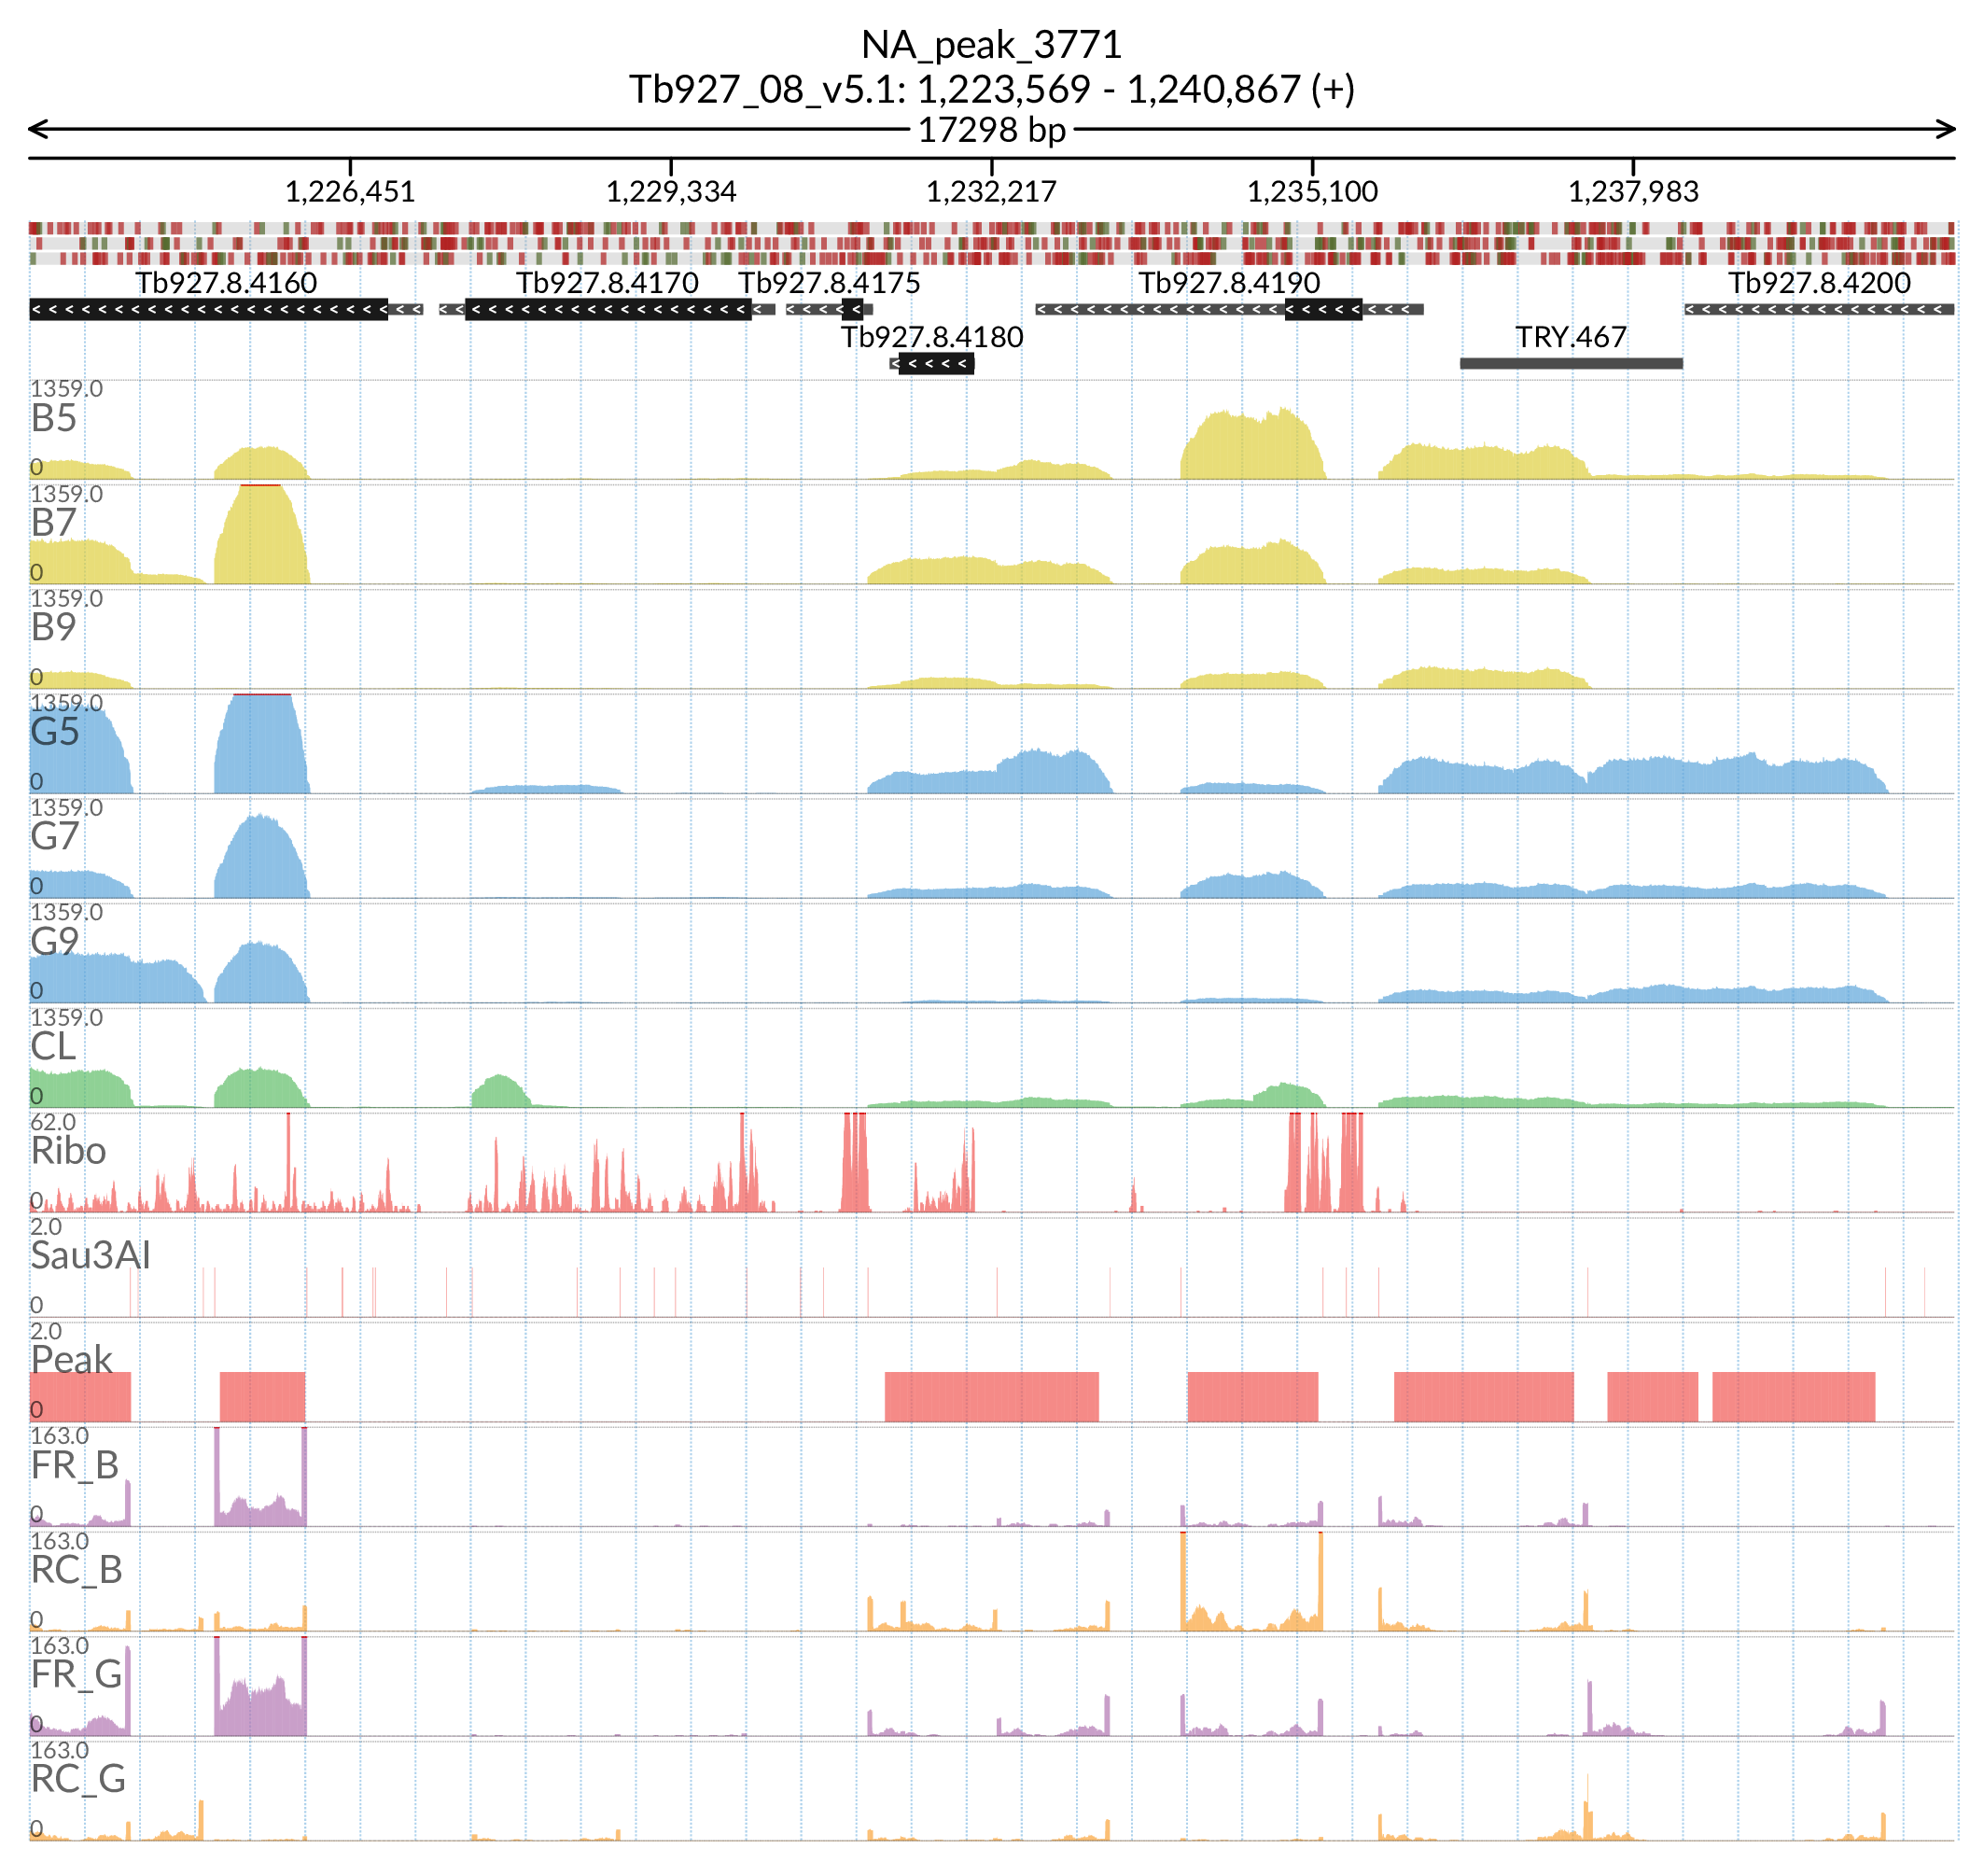 NA_peak_3771
Tb927_08_v5.1: 1,223,569 - 1,240,867 (+)
17298 bp
1,226,451 1,229,334 1,232,217 1,235,100 1,237,983
Tb927.8.4160 Tb927.8.4170 Tb927.8.4175 Tb927.8.4190 Tb927.8.4200
Tb927.8.4180 TRY.467
1359.0
B5
0
1359.0
B7
0
1359.0
B9
0
1359.0
G5
0
1359.0
G7
0
1359.0
G9
0
1359.0
CL
0
62.0
Ribo
0
2.0
Sau3AI
0
2.0
Peak
0
163.0
FR_B
0
163.0
RC_B
0
163.0
FR_G
0
163.0
RC_G
0